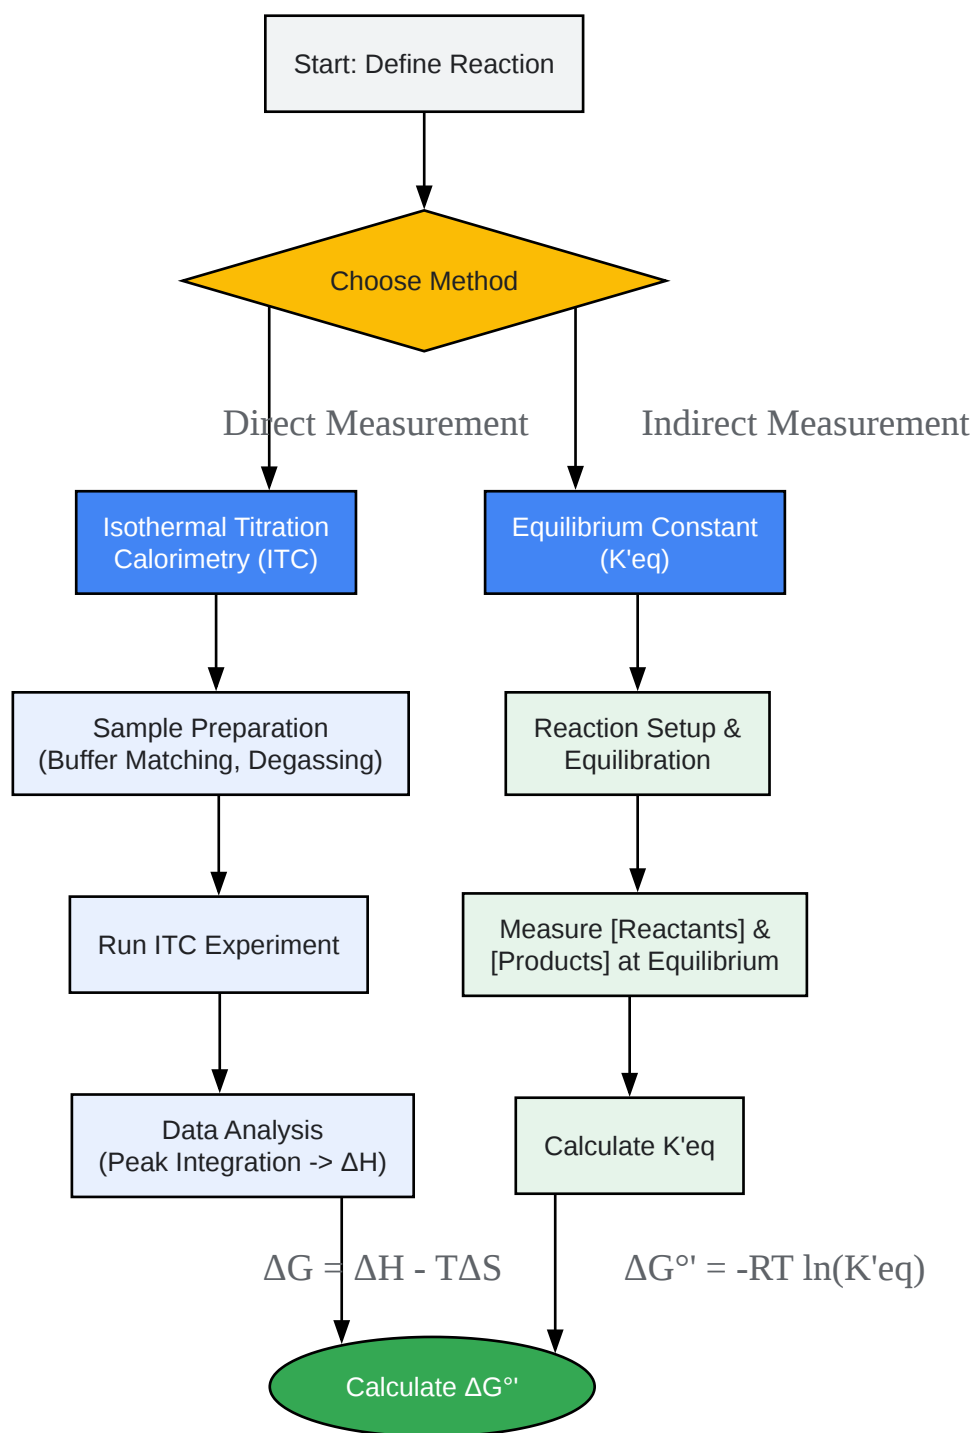 Start: Define Reaction
Choose Method
Direct Measurement
Indirect Measurement
Isothermal Titration
Calorimetry (ITC)
Equilibrium Constant
(K'eq)
Sample Preparation
(Buffer Matching, Degassing)
Reaction Setup &
Equilibration
Run ITC Experiment
Measure [Reactants] &
[Products] at Equilibrium
Data Analysis
(Peak Integration -> ΔH)
Calculate K'eq
ΔG = ΔH - TΔS
ΔG°' = -RT ln(K'eq)
Calculate ΔG°'